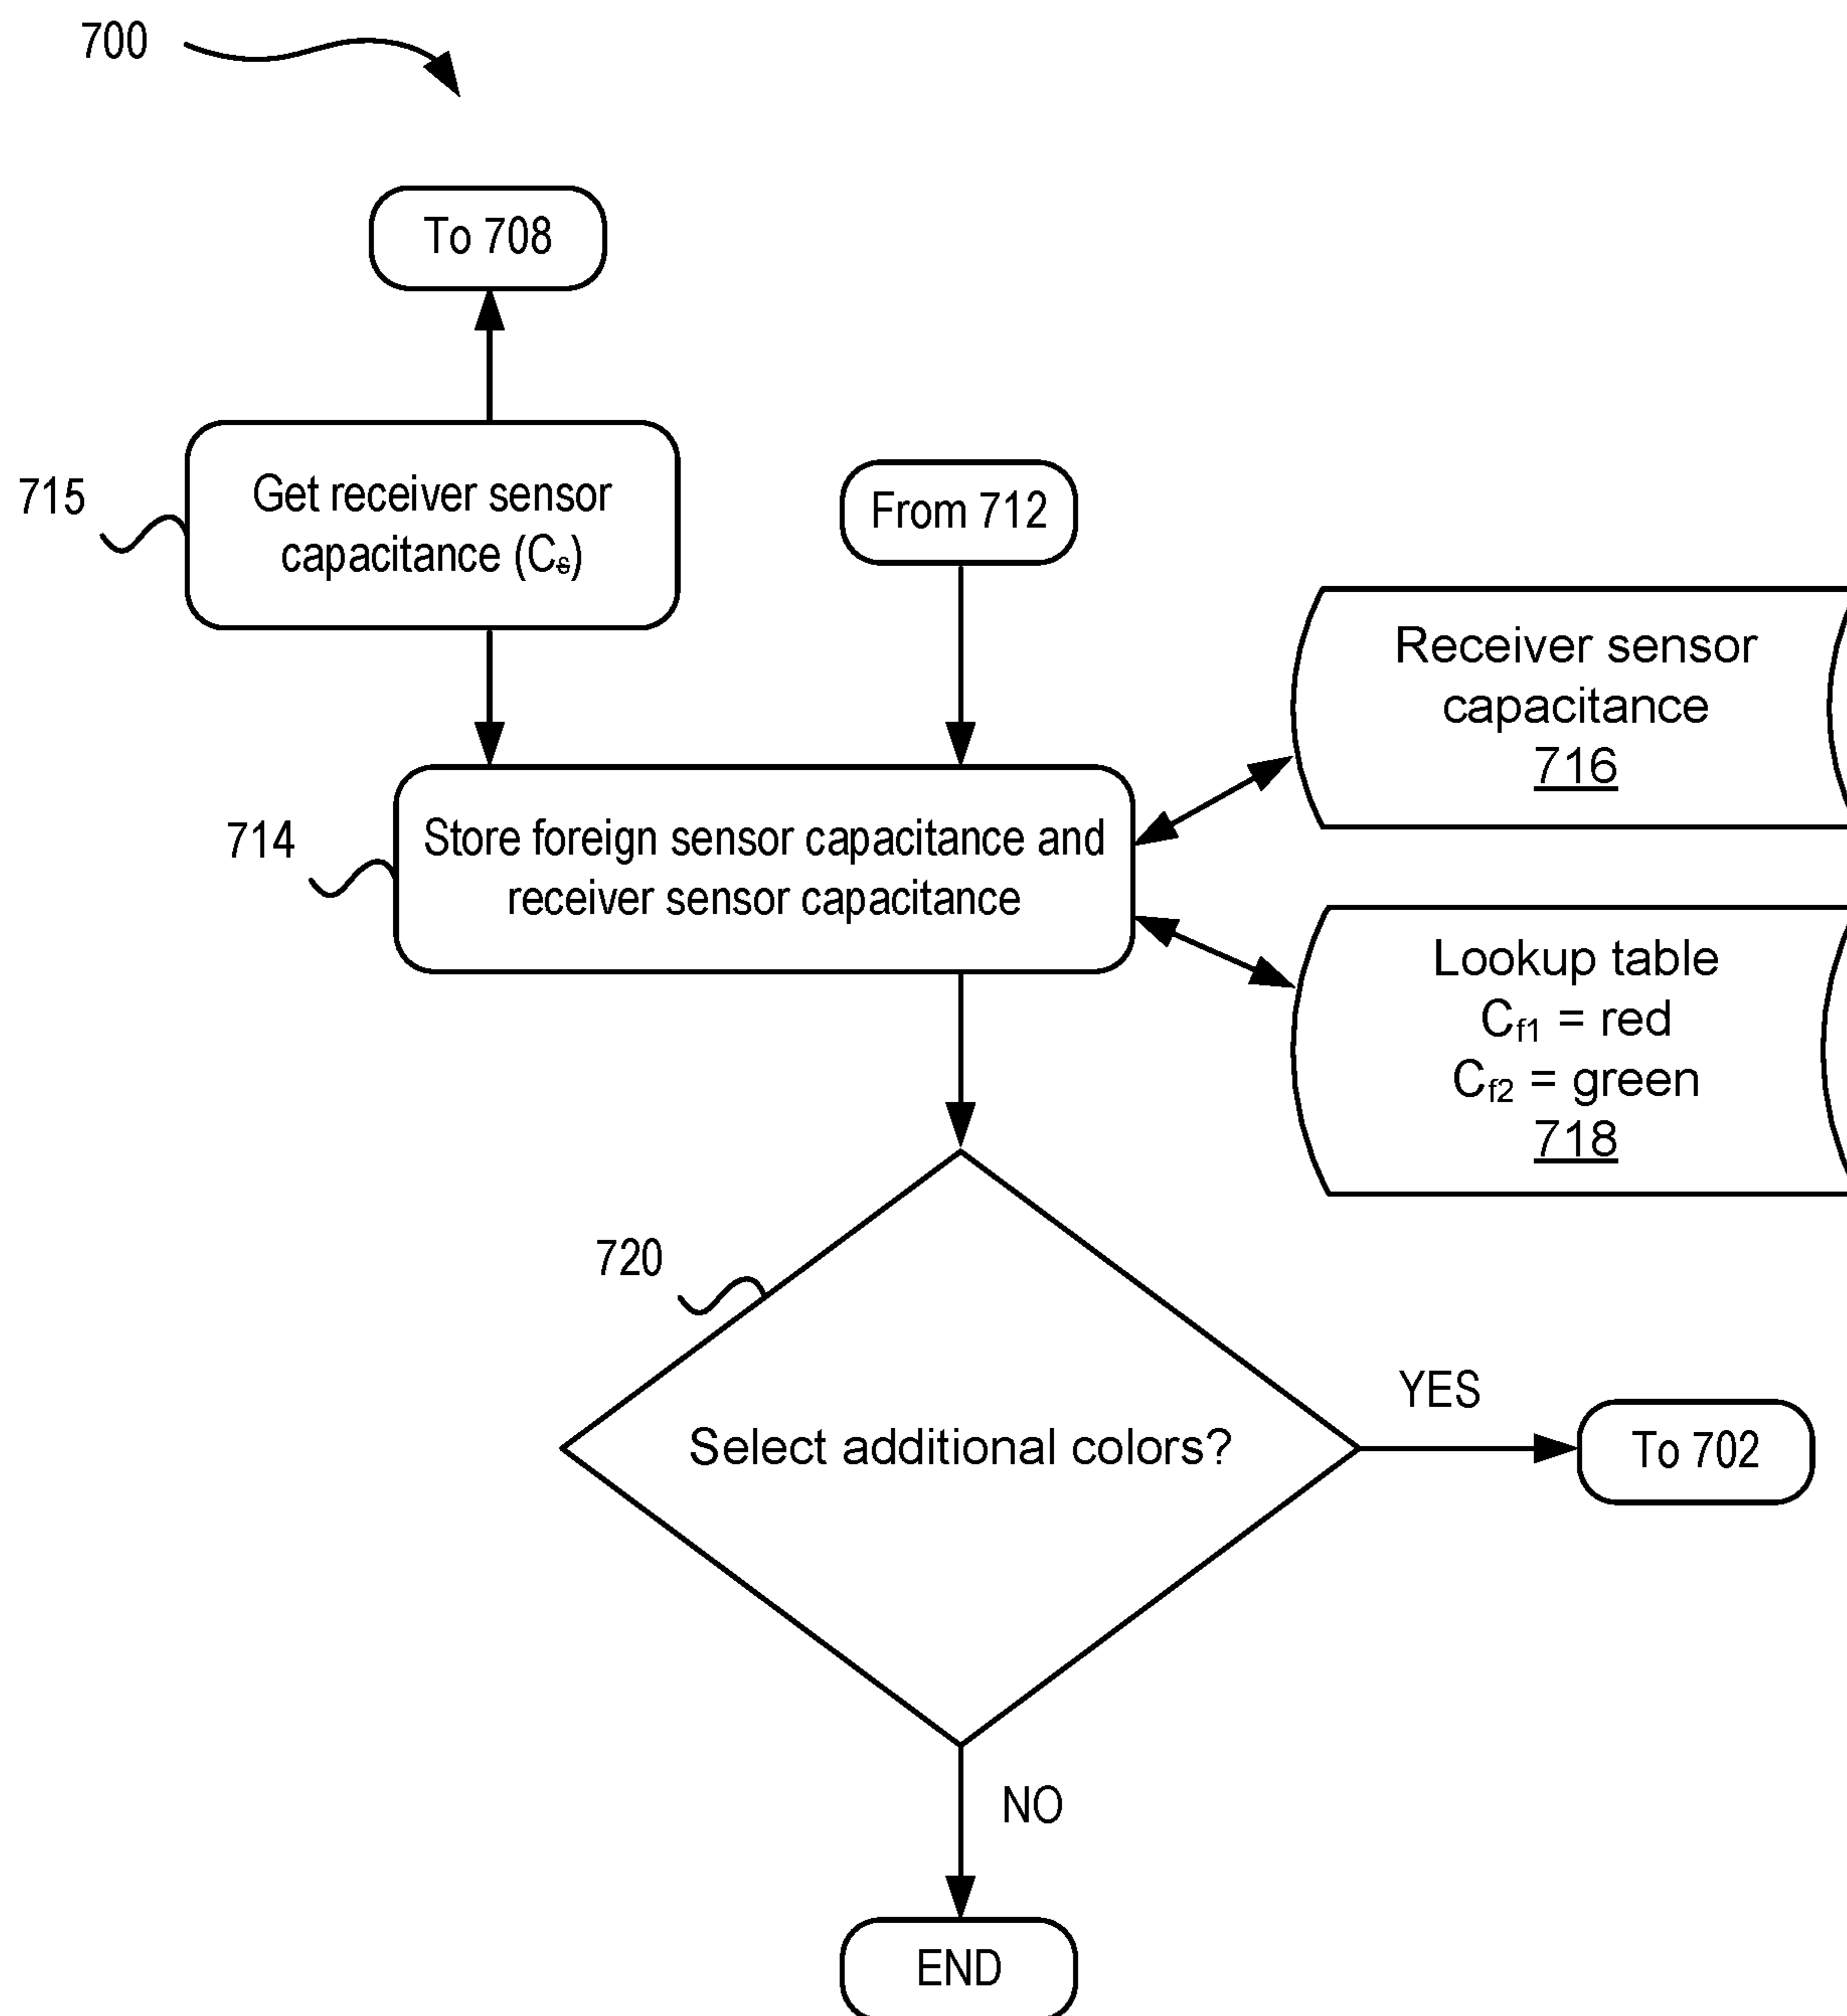 700
To 708
715
Get receiver sensor
capacitance (Cs)
From 712
Receiver sensor
capacitance
716
714
Store foreign sensor capacitance and
receiver sensor capacitance
Lookup table
Cf1 = red
Cf2 = green
718
720
Select additional colors?
YES
To 702
NO
END